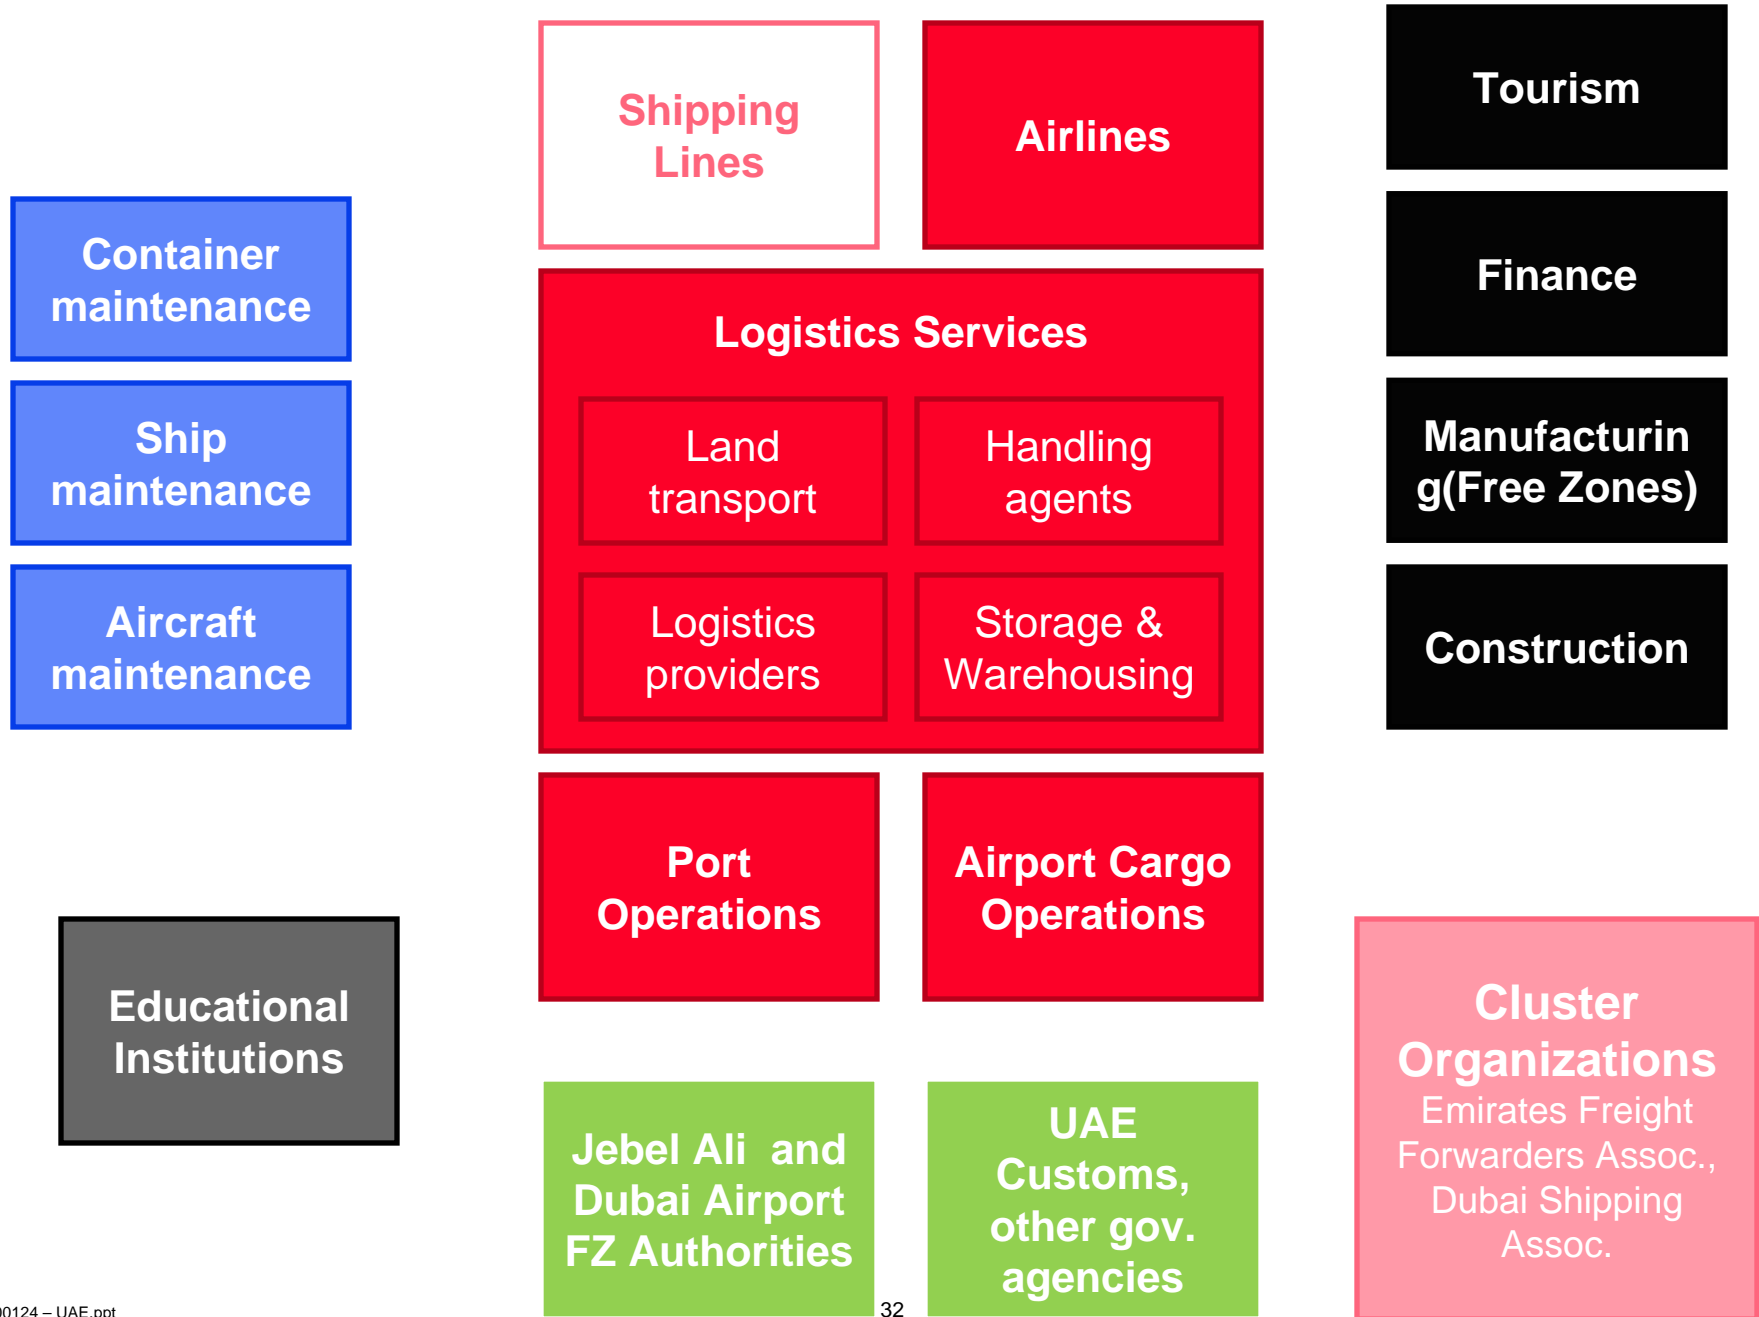 Shipping
Lines
Airlines
Tourism
Container
maintenance
Finance
Logistics Services
Ship
maintenance
Land
transport
Handling
agents
Manufacturin
g(Free Zones)
Aircraft
maintenance
Logistics
providers
Storage &
Warehousing
Construction
Port
Operations
Airport Cargo
Operations
Educational
Institutions
Cluster
Organizations
Emirates Freight
Forwarders Assoc.,
Dubai Shipping
Assoc.
Jebel Ali  and
Dubai Airport
FZ Authorities
UAE
Customs,
other gov.
agencies
00124 – UAE.ppt
32